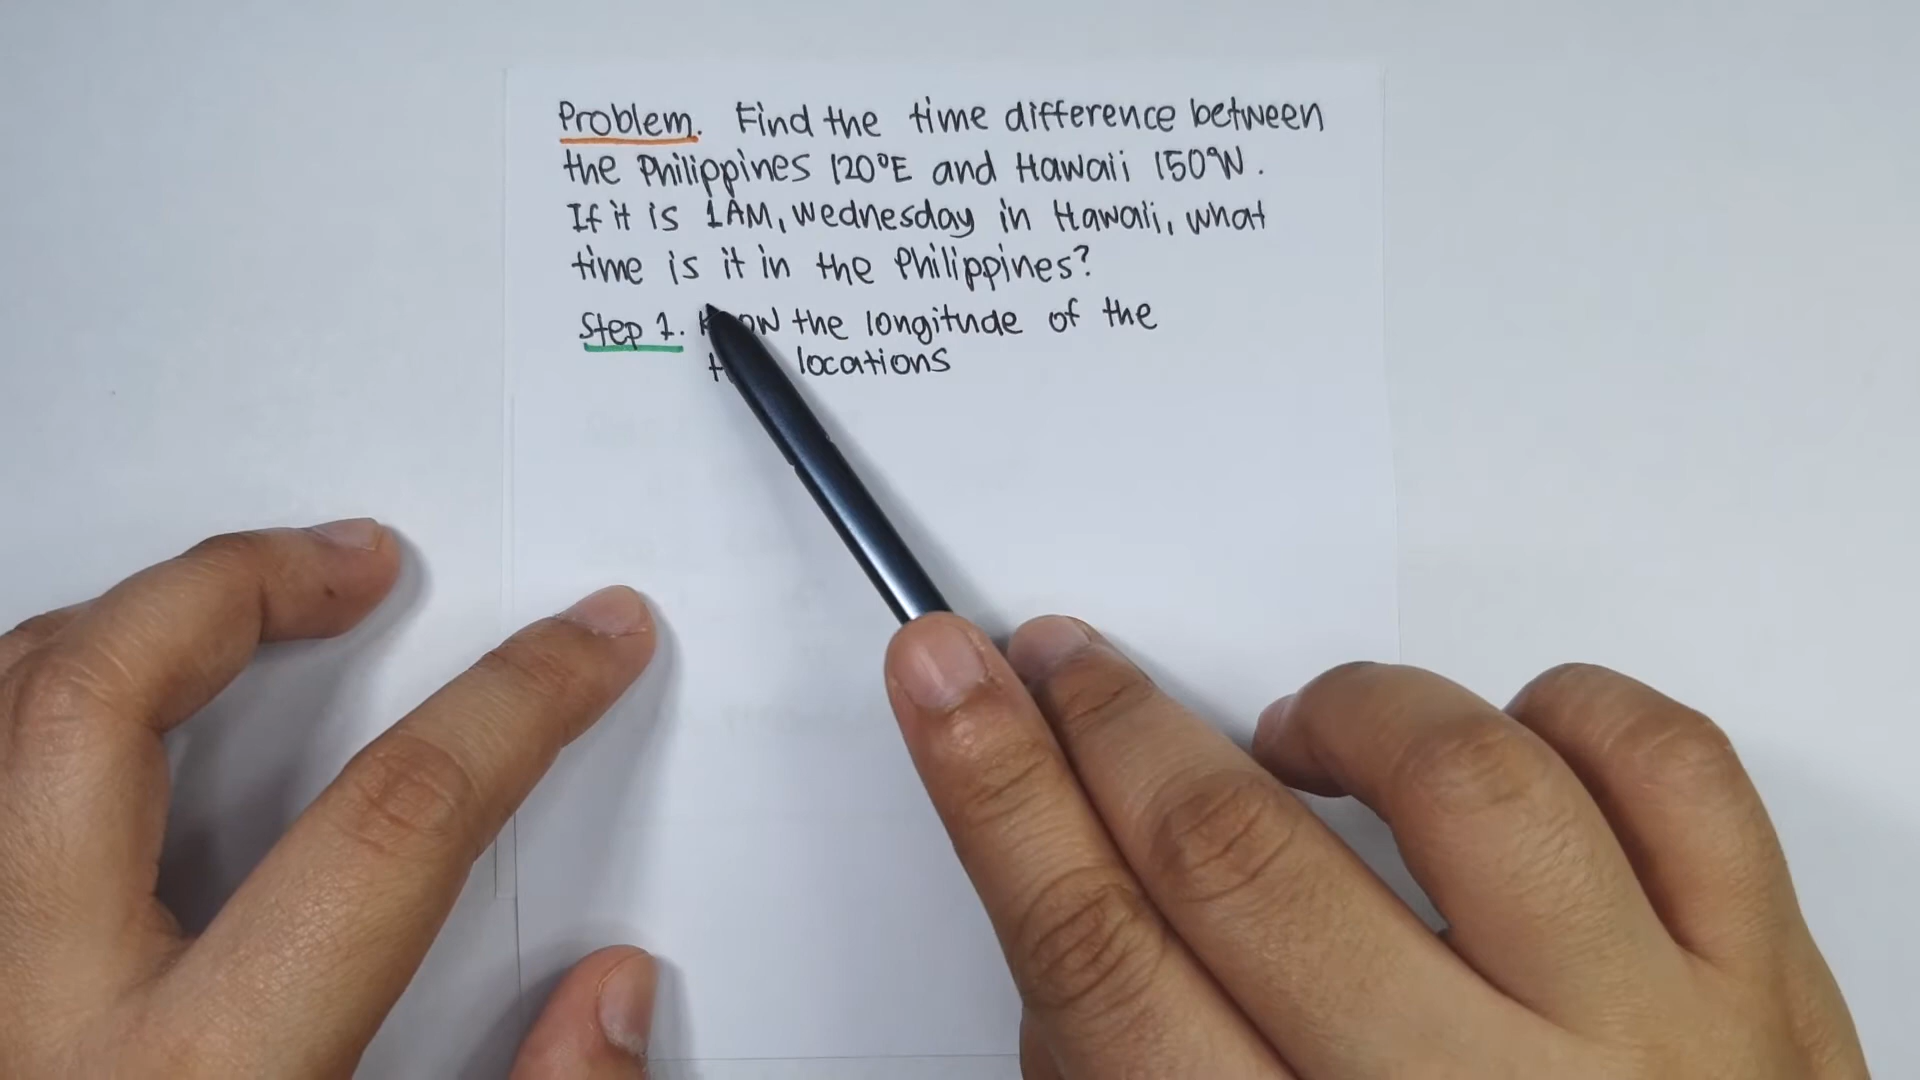 Problem. Find the time difference between
the Philippines 120°E and Hawaii 150°W.
If it is 1AM, Wednesday in Hawaii, what
time is it in the Philippines?
Step 1. Know the longitude of the
locations